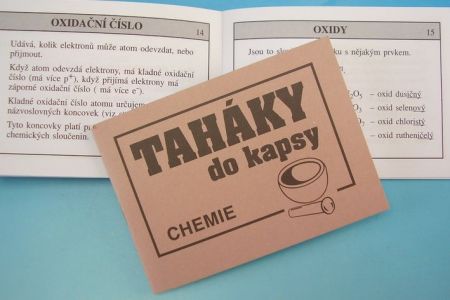 OXIDAČNÍ ČÍSLO
14
Udává, kolik elektronů může atom odevzdat, nebo
přijmout.
Když atom odevzdá elektrony, má kladné oxidační
číslo (má více p⁺), když přijímá elektrony má
záporné oxidační číslo ( má více e⁻).
Kladné oxidační číslo atomu určujem
názvoslovných koncovek (viz
Tyto koncovky platí p
chemických sloučenin.
OXIDY
15
Jsou to slou ku s nějakým prvkem.
O₅ – oxid dusičný
– oxid selenový
– oxid chloristý
– oxid rutheničelý
TAHÁKY
do kapsy
CHEMIE